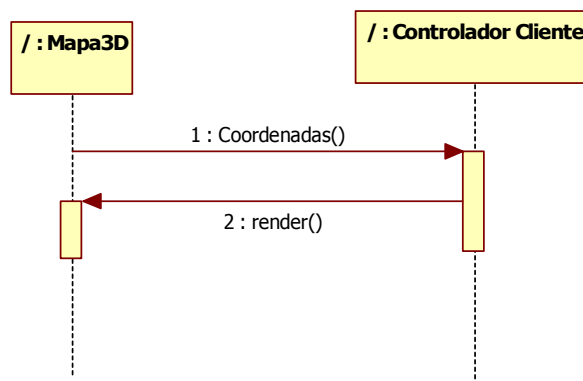 / : Mapa3D
/ : Controlador Cliente
1 : Coordenadas()
2 : render()